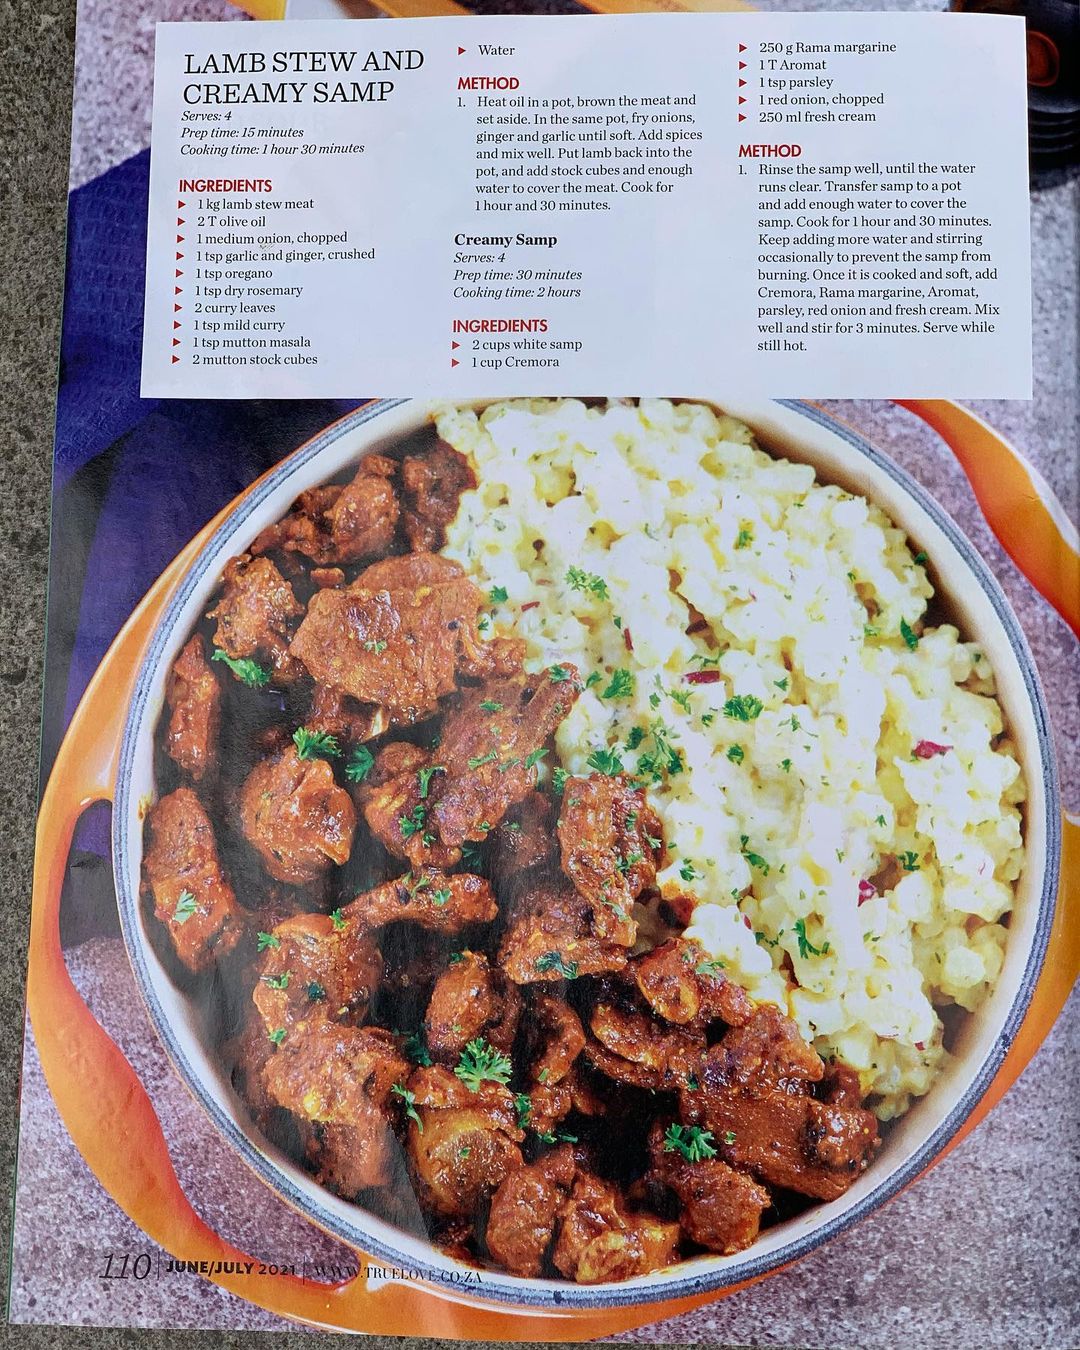 LAMB STEW AND
CREAMY SAMP
Serves: 4
Prep time: 15 minutes
Cooking time: 1 hour 30 minutes
INGREDIENTS
1 kg lamb stew meat
2 T olive oil
1 medium onion, chopped
1 tsp garlic and ginger, crushed
1 tsp oregano
1 tsp dry rosemary
2 curry leaves
1 tsp mild curry
1 tsp mutton masala
2 mutton stock cubes
Water
METHOD
1. Heat oil in a pot, brown the meat and
set aside. In the same pot, fry onions,
ginger and garlic until soft. Add spices
and mix well. Put lamb back into the
pot, and add stock cubes and enough
water to cover the meat. Cook for
1 hour and 30 minutes.
Creamy Samp
Serves: 4
Prep time: 30 minutes
Cooking time: 2 hours
INGREDIENTS
2 cups white samp
1 cup Cremora
250 g Rama margarine
1 T Aromat
1 tsp parsley
1 red onion, chopped
250 ml fresh cream
METHOD
1. Rinse the samp well, until the water
runs clear. Transfer samp to a pot
and add enough water to cover the
samp. Cook for 1 hour and 30 minutes.
Keep adding more water and stirring
occasionally to prevent the samp from
burning. Once it is cooked and soft, add
Cremora, Rama margarine, Aromat,
parsley, red onion and fresh cream. Mix
well and stir for 3 minutes. Serve while
still hot.
110 | JUNE/JULY 2021 | WWW.TRUELOVE.CO.ZA